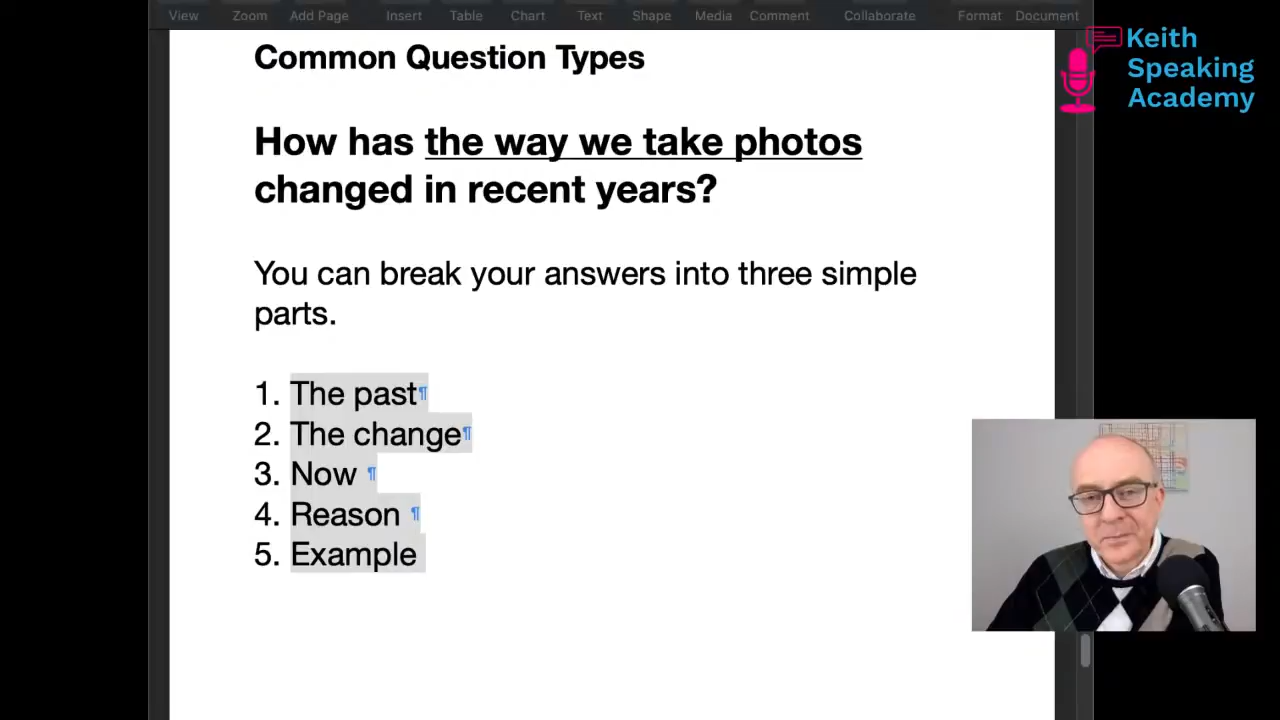 View Zoom Add Page Insert Table Chart Text Shape Media Comment Collaborate Format Document
Keith
Speaking
Academy
Common Question Types
How has the way we take photos
changed in recent years?
You can break your answers into three simple
parts.
1. The past¶
2. The change¶
3. Now ¶
4. Reason ¶
5. Example